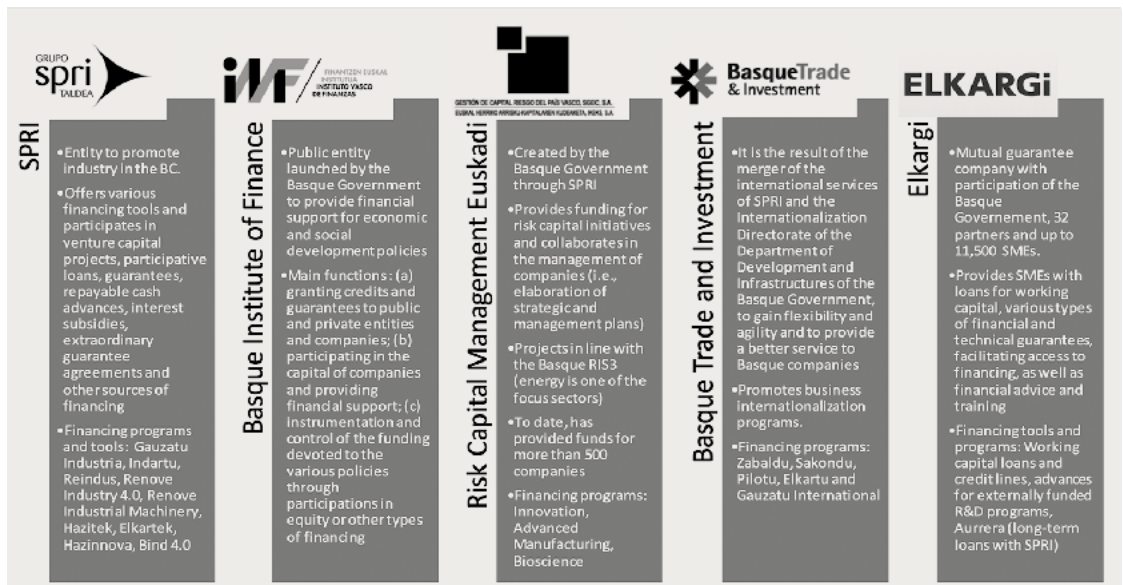 GRUPO
spri
TALDEA
SPRI
•Entity to promote
industry in the BC.
•Offers various
financing tools and
participates in
venture capital
projects, participative
loans, guarantees,
repayable cash
advances, interest
subsidies,
extraordinary
guarantee
agreements and
other sources of
financing
•Financing programs
and tools: Gauzatu
Industria, Indartu,
Reindus, Renove
Industry 4.0, Renove
Industrial Machinery,
Hazitek, Elkartek,
Hazinnova, Bind 4.0
FINANTZEN EUSKAL
INSTITUTUA
INSTITUTO VASCO
DE FINANZAS
Basque Institute of Finance
•Public entity
launched by the
Basque Government
to provide financial
support for economic
and social
development policies
•Main functions: (a)
granting credits and
guarantees to public
and private entities
and companies; (b)
participating in the
capital of companies
and providing
financial support; (c)
instrumentation and
control of the funding
devoted to the
various policies
through
participations in
equity or other types
of financing
GESTIÓN DE CAPITAL RIESGO DEL PAÍS VASCO, SGEIC, S.A.
EUSKAL HERRIKO ARRISKU-KAPITALAREN KUDEAKETA, IKEKS, S.A.
Risk Capital Management Euskadi
•Created by the
Basque Government
through SPRI
•Provides funding for
risk capital initiatives
and collaborates in
the management of
companies (i.e.,
elaboration of
strategic and
management plans)
•Projects in line with
the Basque RIS3
(energy is one of the
focus sectors)
•To date, has
provided funds for
more than 500
companies
•Financing programs:
Innovation,
Advanced
Manufacturing,
Bioscience
BasqueTrade
& Investment
Basque Trade and Investment
•It is the result of the
merger of the
international services
of SPRI and the
Internationalization
Directorate of the
Department of
Development and
Infrastructures of the
Basque Government,
to gain flexibility and
agility and to provide
a better service to
Basque companies
•Promotes business
internationalization
programs.
•Financing programs:
Zabaldu, Sakondu,
Pilotu, Elkartu and
Gauzatu International
ELKARGi
Elkargi
•Mutual guarantee
company with
participation of the
Basque
Governement, 32
partners and up to
11,500 SMEs.
•Provides SMEs with
loans for working
capital, various types
of financial and
technical guarantees,
facilitating access to
financing, as well as
financial advice and
training
•Financing tools and
programs: Working
capital loans and
credit lines, advances
for externally funded
R&D programs,
Aurrera (long-term
loans with SPRI)